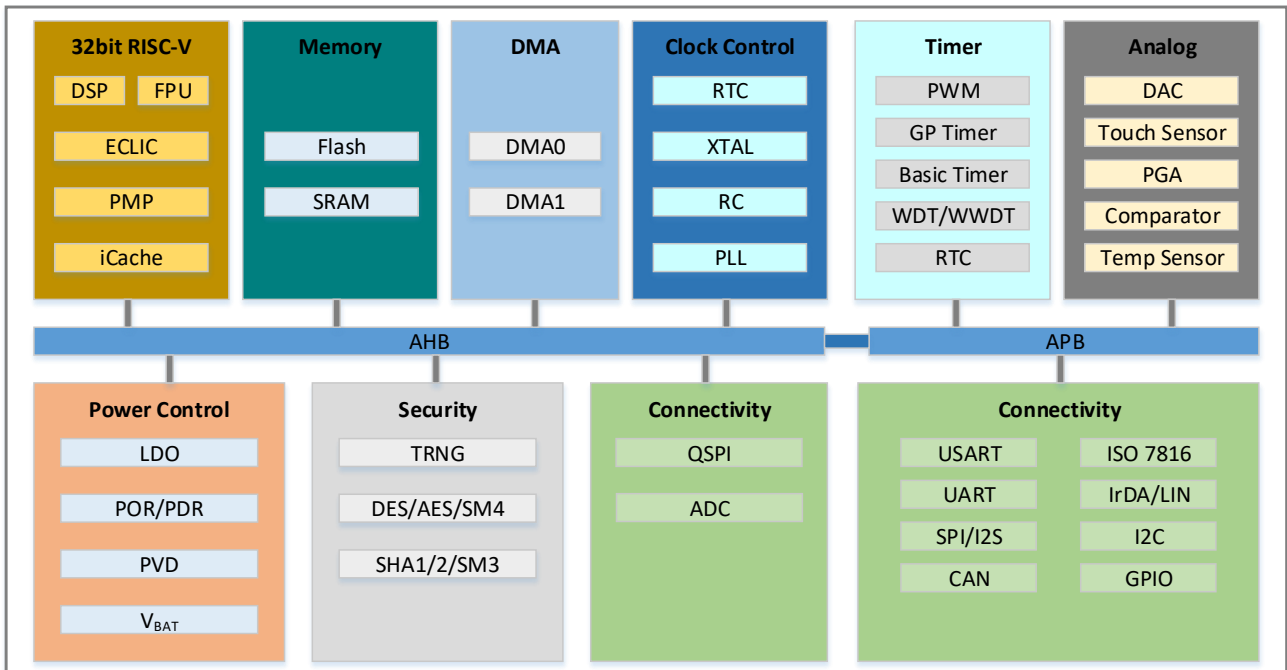 32bit RISC-V
DSP FPU
ECLIC
PMP
iCache
Memory
Flash
SRAM
DMA
DMA0
DMA1
Clock Control
RTC
XTAL
RC
PLL
Timer
PWM
GP Timer
Basic Timer
WDT/WWDT
RTC
Analog
DAC
Touch Sensor
PGA
Comparator
Temp Sensor
AHB
APB
Power Control
LDO
POR/PDR
PVD
VBAT
Security
TRNG
DES/AES/SM4
SHA1/2/SM3
Connectivity
QSPI
ADC
Connectivity
USART ISO 7816
UART IrDA/LIN
SPI/I2S I2C
CAN GPIO